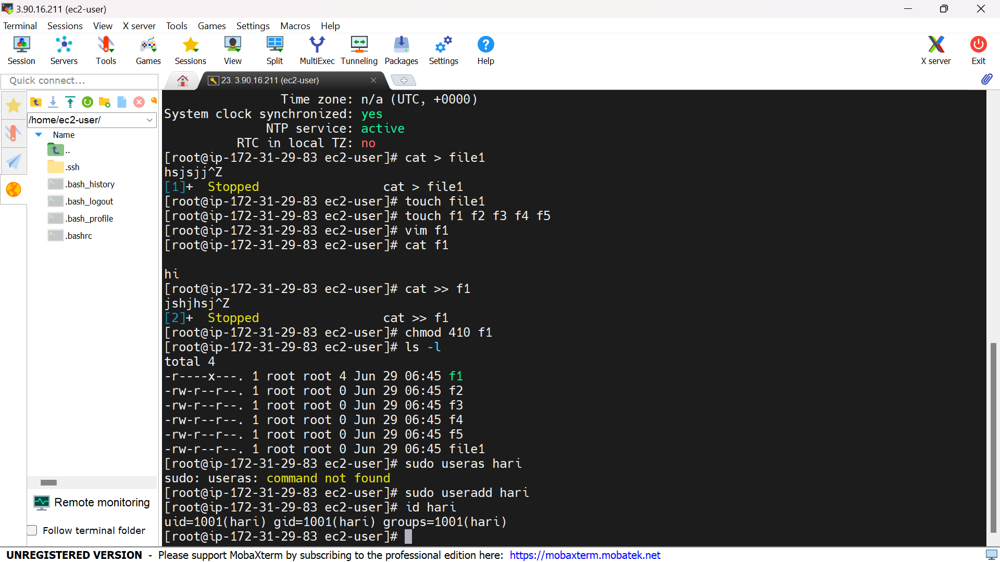 3.90.16.211 (ec2-user)
Terminal Sessions View X server Tools Games Settings Macros Help
Session Servers Tools Games Sessions View Split MultiExec Tunneling Packages Settings Help X server Exit
Quick connect...
23. 3.90.16.211 (ec2-user)
/home/ec2-user/
Name
..
.ssh
.bash_history
.bash_logout
.bash_profile
.bashrc
Remote monitoring
Follow terminal folder
Time zone: n/a (UTC, +0000)
System clock synchronized: yes
NTP service: active
RTC in local TZ: no
[root@ip-172-31-29-83 ec2-user]# cat > file1
hsjsjj^Z
[1]+  Stopped                 cat > file1
[root@ip-172-31-29-83 ec2-user]# touch file1
[root@ip-172-31-29-83 ec2-user]# touch f1 f2 f3 f4 f5
[root@ip-172-31-29-83 ec2-user]# vim f1
[root@ip-172-31-29-83 ec2-user]# cat f1
hi
[root@ip-172-31-29-83 ec2-user]# cat >> f1
jshjhsj^Z
[2]+  Stopped                 cat >> f1
[root@ip-172-31-29-83 ec2-user]# chmod 410 f1
[root@ip-172-31-29-83 ec2-user]# ls -l
total 4
-r----x---. 1 root root 4 Jun 29 06:45 f1
-rw-r--r--. 1 root root 0 Jun 29 06:45 f2
-rw-r--r--. 1 root root 0 Jun 29 06:45 f3
-rw-r--r--. 1 root root 0 Jun 29 06:45 f4
-rw-r--r--. 1 root root 0 Jun 29 06:45 f5
-rw-r--r--. 1 root root 0 Jun 29 06:45 file1
[root@ip-172-31-29-83 ec2-user]# sudo useras hari
sudo: useras: command not found
[root@ip-172-31-29-83 ec2-user]# sudo useradd hari
[root@ip-172-31-29-83 ec2-user]# id hari
uid=1001(hari) gid=1001(hari) groups=1001(hari)
[root@ip-172-31-29-83 ec2-user]#
UNREGISTERED VERSION - Please support MobaXterm by subscribing to the professional edition here: https://mobaxterm.mobatek.net